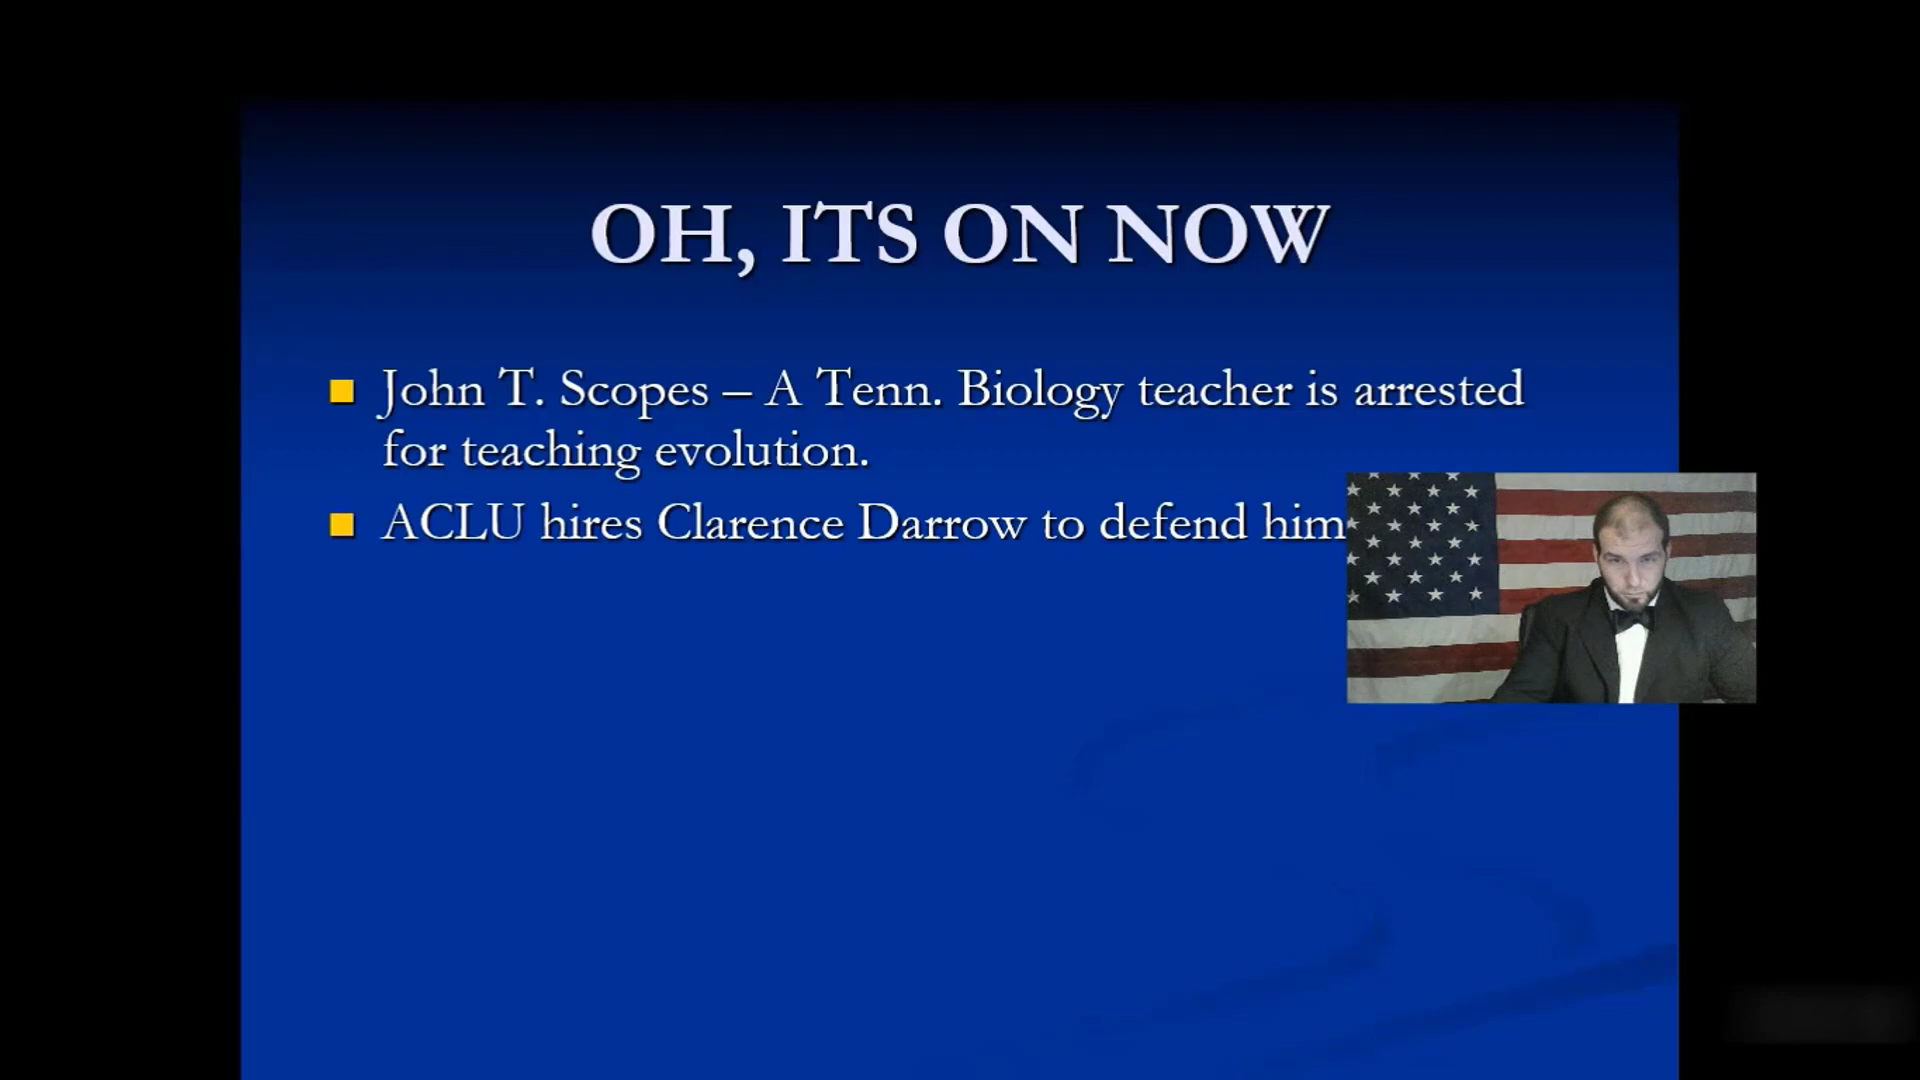 OH, ITS ON NOW
John T. Scopes – A Tenn. Biology teacher is arrested
for teaching evolution.
ACLU hires Clarence Darrow to defend him